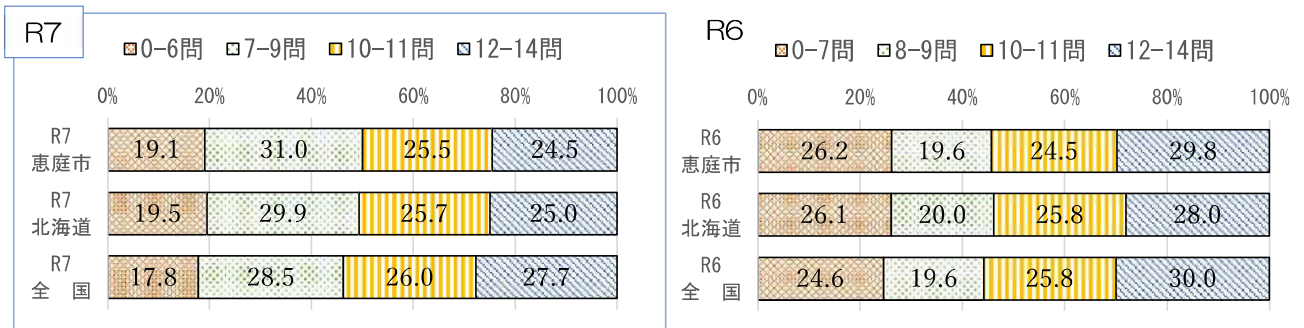 R7
0-6問 7-9問 10-11問 12-14問
0% 20% 40% 60% 80% 100%
R7
恵庭市
19.1 31.0 25.5 24.5
R7
北海道
19.5 29.9 25.7 25.0
R7
全 国
17.8 28.5 26.0 27.7
R6
0-7問 8-9問 10-11問 12-14問
0% 20% 40% 60% 80% 100%
R6
恵庭市
26.2 19.6 24.5 29.8
R6
北海道
26.1 20.0 25.8 28.0
R6
全 国
24.6 19.6 25.8 30.0